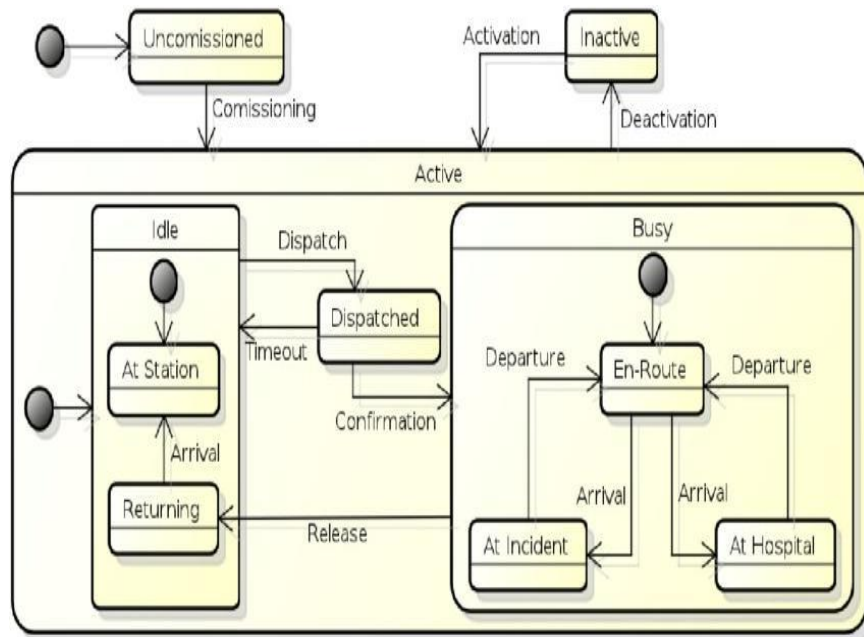 Uncomissioned
Activation
Inactive
Comissioning
Deactivation
Active
Idle
Dispatch
Busy
Dispatched
Timeout
At Station
Departure
En-Route
Departure
Confirmation
Arrival
Returning
Arrival
Arrival
Release
At Incident
At Hospital